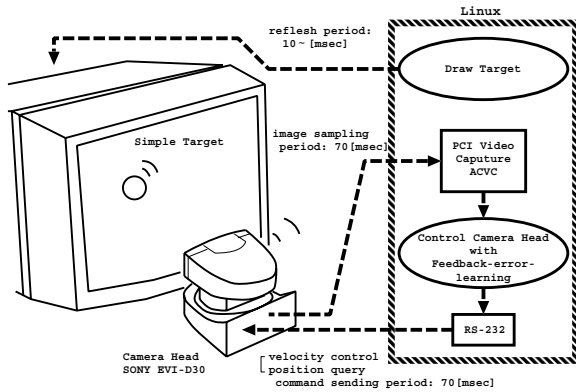 Linux
reflesh period:
10~[msec]
Draw Target
Simple Target
image sampling
period: 70[msec]
PCI Video
Caputure
ACVC
Control Camera Head
with
Feedback-error-
learning
RS-232
Camera Head
SONY EVI-D30
velocity control
position query
command sending period: 70[msec]